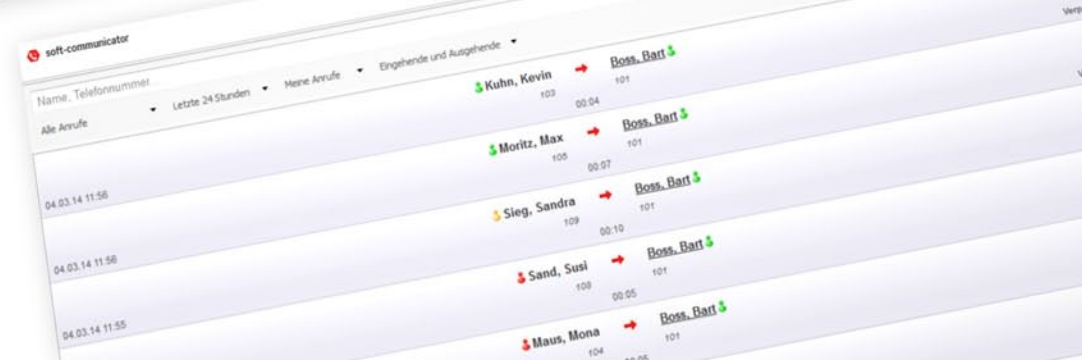 soft-communicator
Name, Telefonnummer
Alle Anrufe Letzte 24 Stunden Meine Anrufe Eingehende und Ausgehende
Kuhn, Kevin Boss, Bart
103 00:04 101
04.03.14 11:56
Moritz, Max Boss, Bart
105 00:07 101
04.03.14 11:56
Sieg, Sandra Boss, Bart
109 00:10 101
04.03.14 11:55
Sand, Susi Boss, Bart
108 00:05 101
Maus, Mona Boss, Bart
104 101